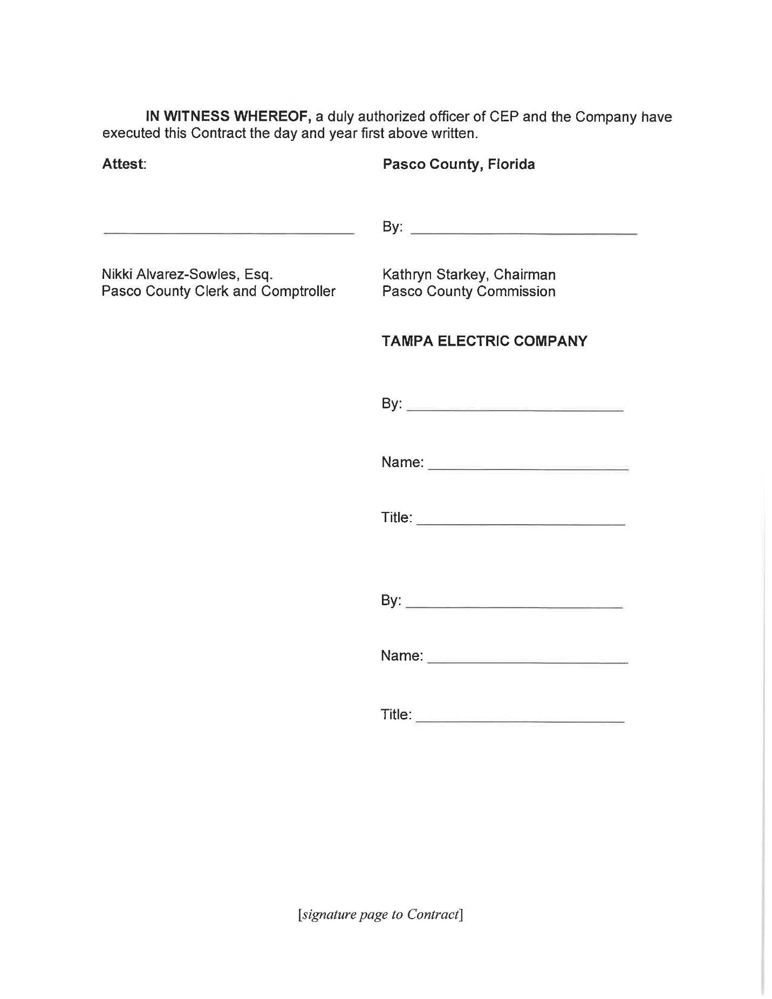 IN WITNESS WHEREOF, a duly authorized officer of CEP and the Company have
executed this Contract the day and year first above written.
Attest:
Pasco County, Florida
By:
Nikki Alvarez-Sowles, Esq.
Pasco County Clerk and Comptroller
Kathryn Starkey, Chairman
Pasco County Commission
TAMPA ELECTRIC COMPANY
By:
Name:
Title:
By:
Name:
Title:
[signature page to Contract]